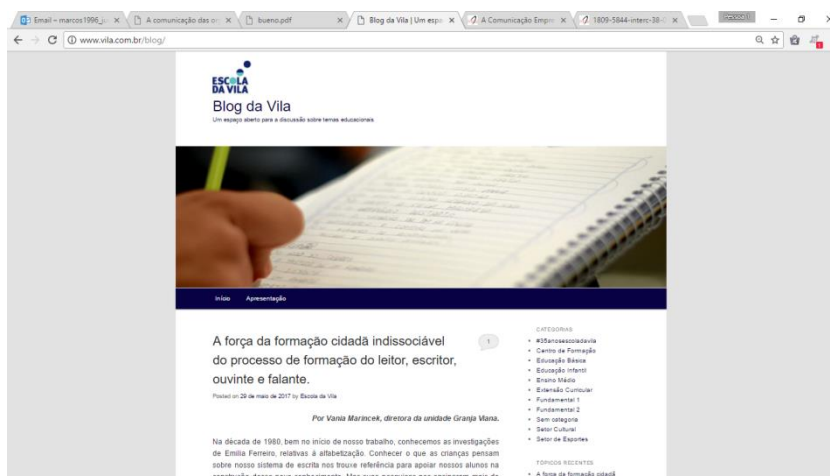 Email – marcos1996_j
A comunicação das or
bueno.pdf
Blog da Vila | Um espa
A Comunicação Empre
1809-5844-interc-38-
www.vila.com.br/blog/
ESCOLA
DA VILA
Blog da Vila
Um espaço aberto para a discussão sobre temas educacionais
Início Apresentação
A força da formação cidadã indissociável
do processo de formação do leitor, escritor,
ouvinte e falante.
1
Posted on 29 de maio de 2017 by Escola da Vila
Por Vania Marincek, diretora da unidade Granja Viana.
Na década de 1980, bem no início de nosso trabalho, conhecemos as investigações
de Emilia Ferreiro, relativas à alfabetização. Conhecer o que as crianças pensam
sobre nosso sistema de escrita nos trouxe referência para apoiar nossos alunos na
CATEGORIAS
#35anosescoladavila
Centro de Formação
Educação Básica
Educação Infantil
Ensino Médio
Extensão Curricular
Fundamental 1
Fundamental 2
Sem categoria
Setor Cultural
Setor de Esportes
TÓPICOS RECENTES
A força da formação cidadã